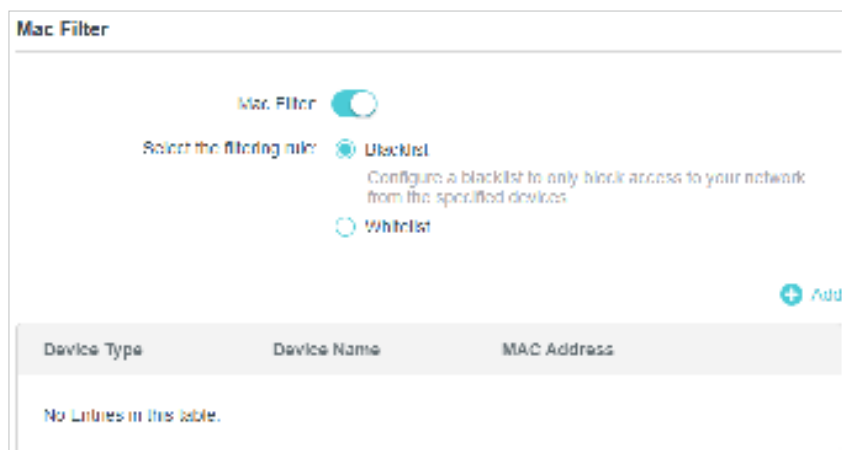 Mac Filter
Mac Filter:
Select the filtering rule: Blacklist
Configure a blacklist to only block access to your network
from the specified devices
Whitelist
Add
Device Type Device Name MAC Address
No Entries in this table.